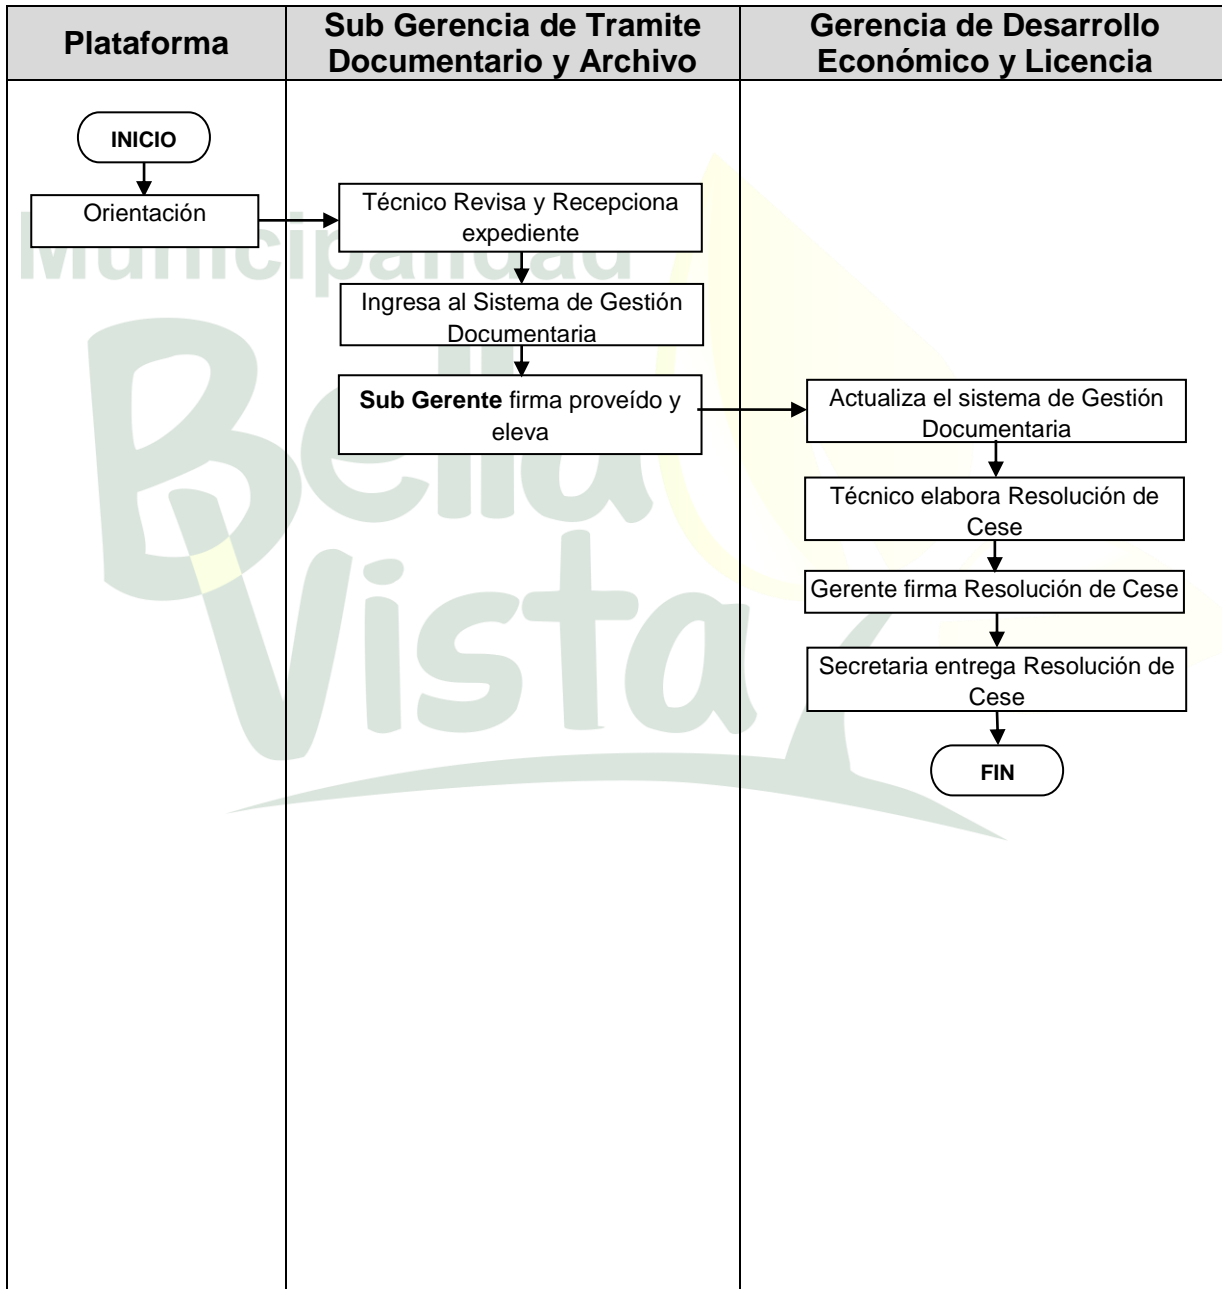 Plataforma
Sub Gerencia de Tramite
Documentario y Archivo
Gerencia de Desarrollo
Económico y Licencia
INICIO
Orientación
Técnico Revisa y Recepciona
expediente
Ingresa al Sistema de Gestión
Documentaria
Sub Gerente firma proveído y
eleva
Actualiza el sistema de Gestión
Documentaria
Técnico elabora Resolución de
Cese
Gerente firma Resolución de Cese
Secretaria entrega Resolución de
Cese
FIN
Municipalidad
Bella
Vista